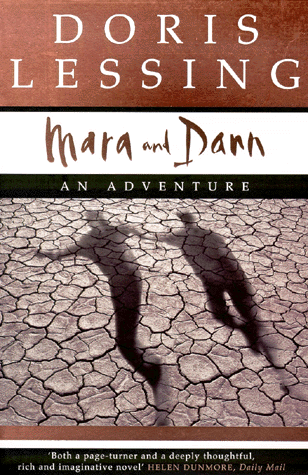 DORIS
LESSING
Mara and Dann
AN ADVENTURE
'Both a page-turner and a deeply thoughtful,
rich and imaginative novel' HELEN DUNMORE, Daily Mail